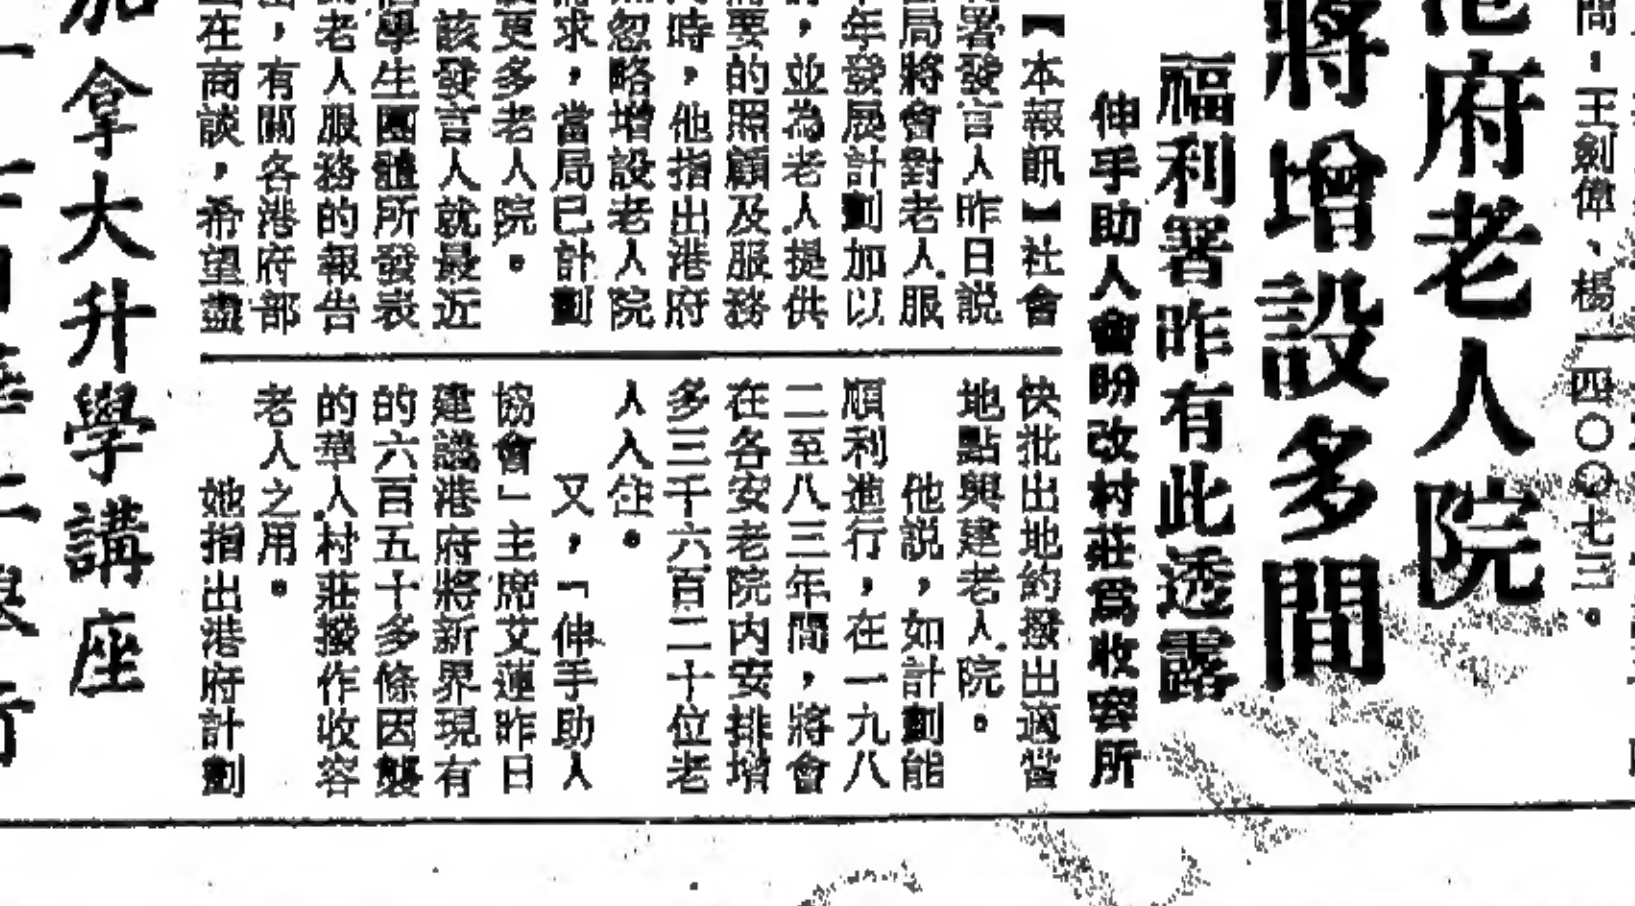 問・王劍偉、楊
一四〇〇七三。
港府老人院
將增設多間
福利署昨有此透露
伸手助人會盼改村莊爲收容所
【本報訊】社會
署發言人昨日説
局將會對老人服
年發展計劃加以
，並為老人提供
要的照顧及服務
時，他指出港府
忽略增設老人院
求，當局已計劃
更多老人院。
該發言人就最近
學生團體所發表
老人服務的報告
，有關各港府部
在商談，希望盡
快批出地約撥出適當
地點興建老人院。
他説，如計劃能
順利進行，在一九八
二至八三年間，將會
在各安老院内安排增
多三千六百二十位老
人入住。
又，「伸手助人
協會」主席艾蓮昨日
建議港府將新界現有
的六百五十多條因襲
的華人村莊撥作收容
老人之用。
她指出港府計劃
加拿大升學講座